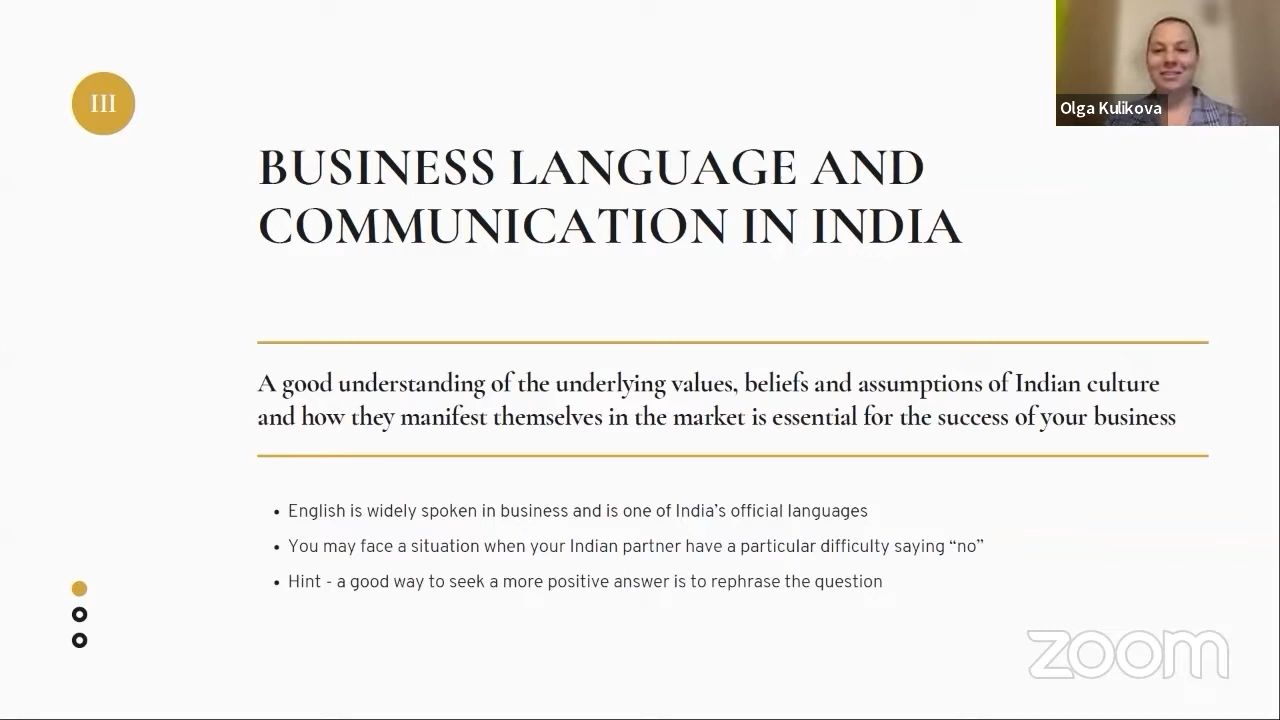 Olga Kulikova
III
BUSINESS LANGUAGE AND
COMMUNICATION IN INDIA
A good understanding of the underlying values, beliefs and assumptions of Indian culture
and how they manifest themselves in the market is essential for the success of your business
• English is widely spoken in business and is one of India's official languages
• You may face a situation when your Indian partner have a particular difficulty saying “no”
• Hint - a good way to seek a more positive answer is to rephrase the question
zoom